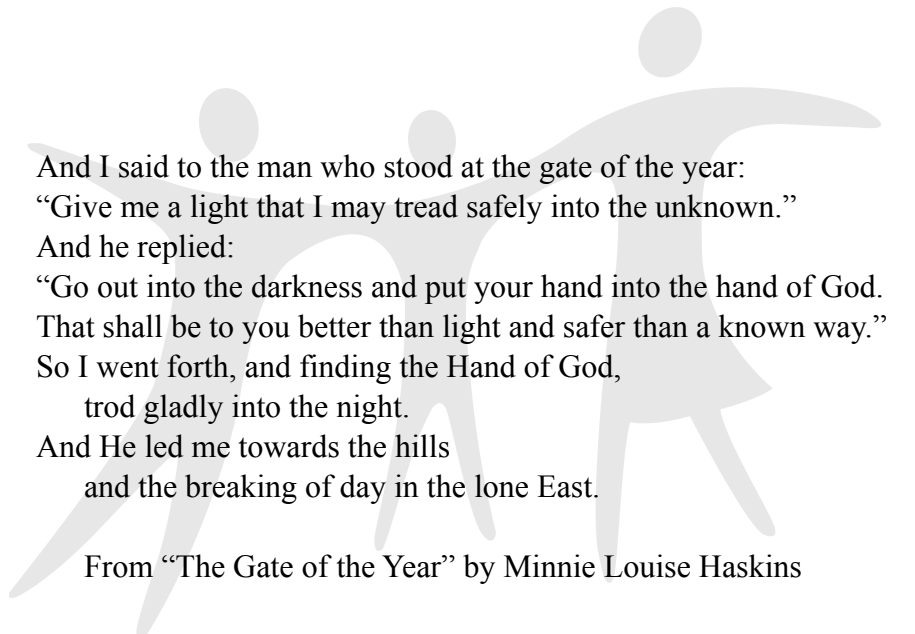 And I said to the man who stood at the gate of the year:
“Give me a light that I may tread safely into the unknown.”
And he replied:
“Go out into the darkness and put your hand into the hand of God.
That shall be to you better than light and safer than a known way.”
So I went forth, and finding the Hand of God,
trod gladly into the night.
And He led me towards the hills
and the breaking of day in the lone East.
From “The Gate of the Year” by Minnie Louise Haskins